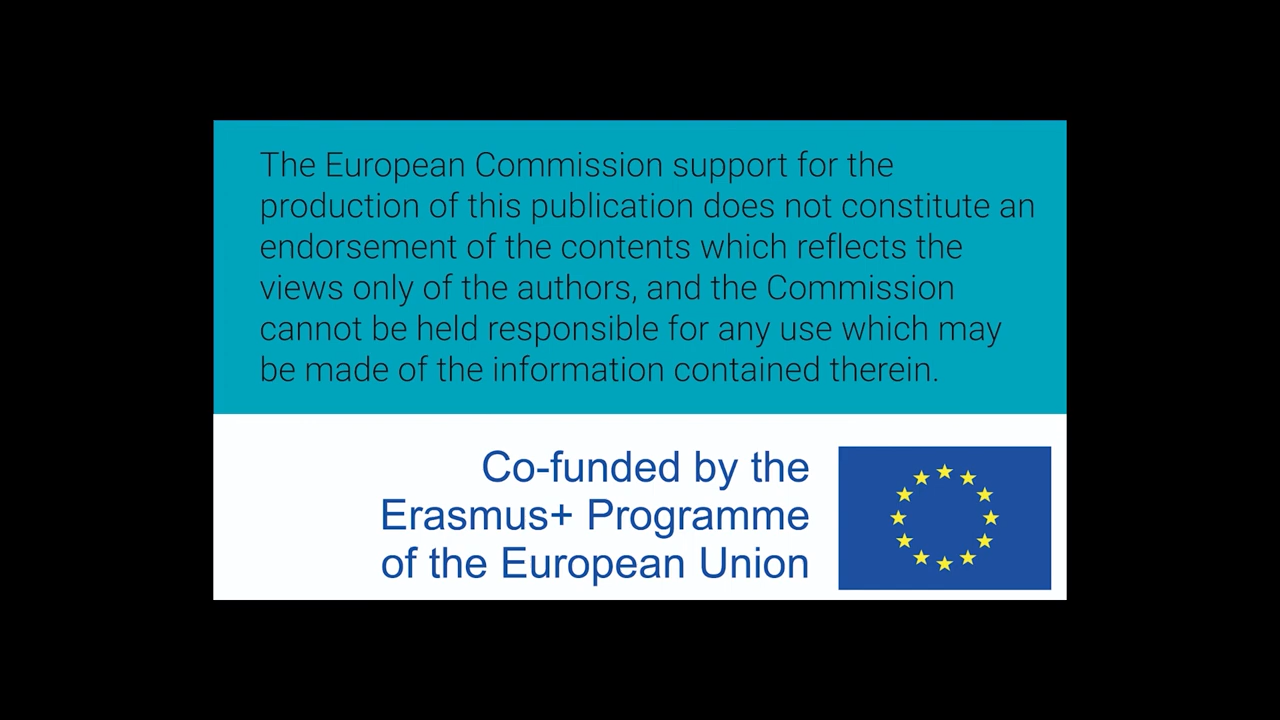 The European Commission support for the
production of this publication does not constitute an
endorsement of the contents which reflects the
views only of the authors, and the Commission
cannot be held responsible for any use which may
be made of the information contained therein.
Co-funded by the
Erasmus+ Programme
of the European Union